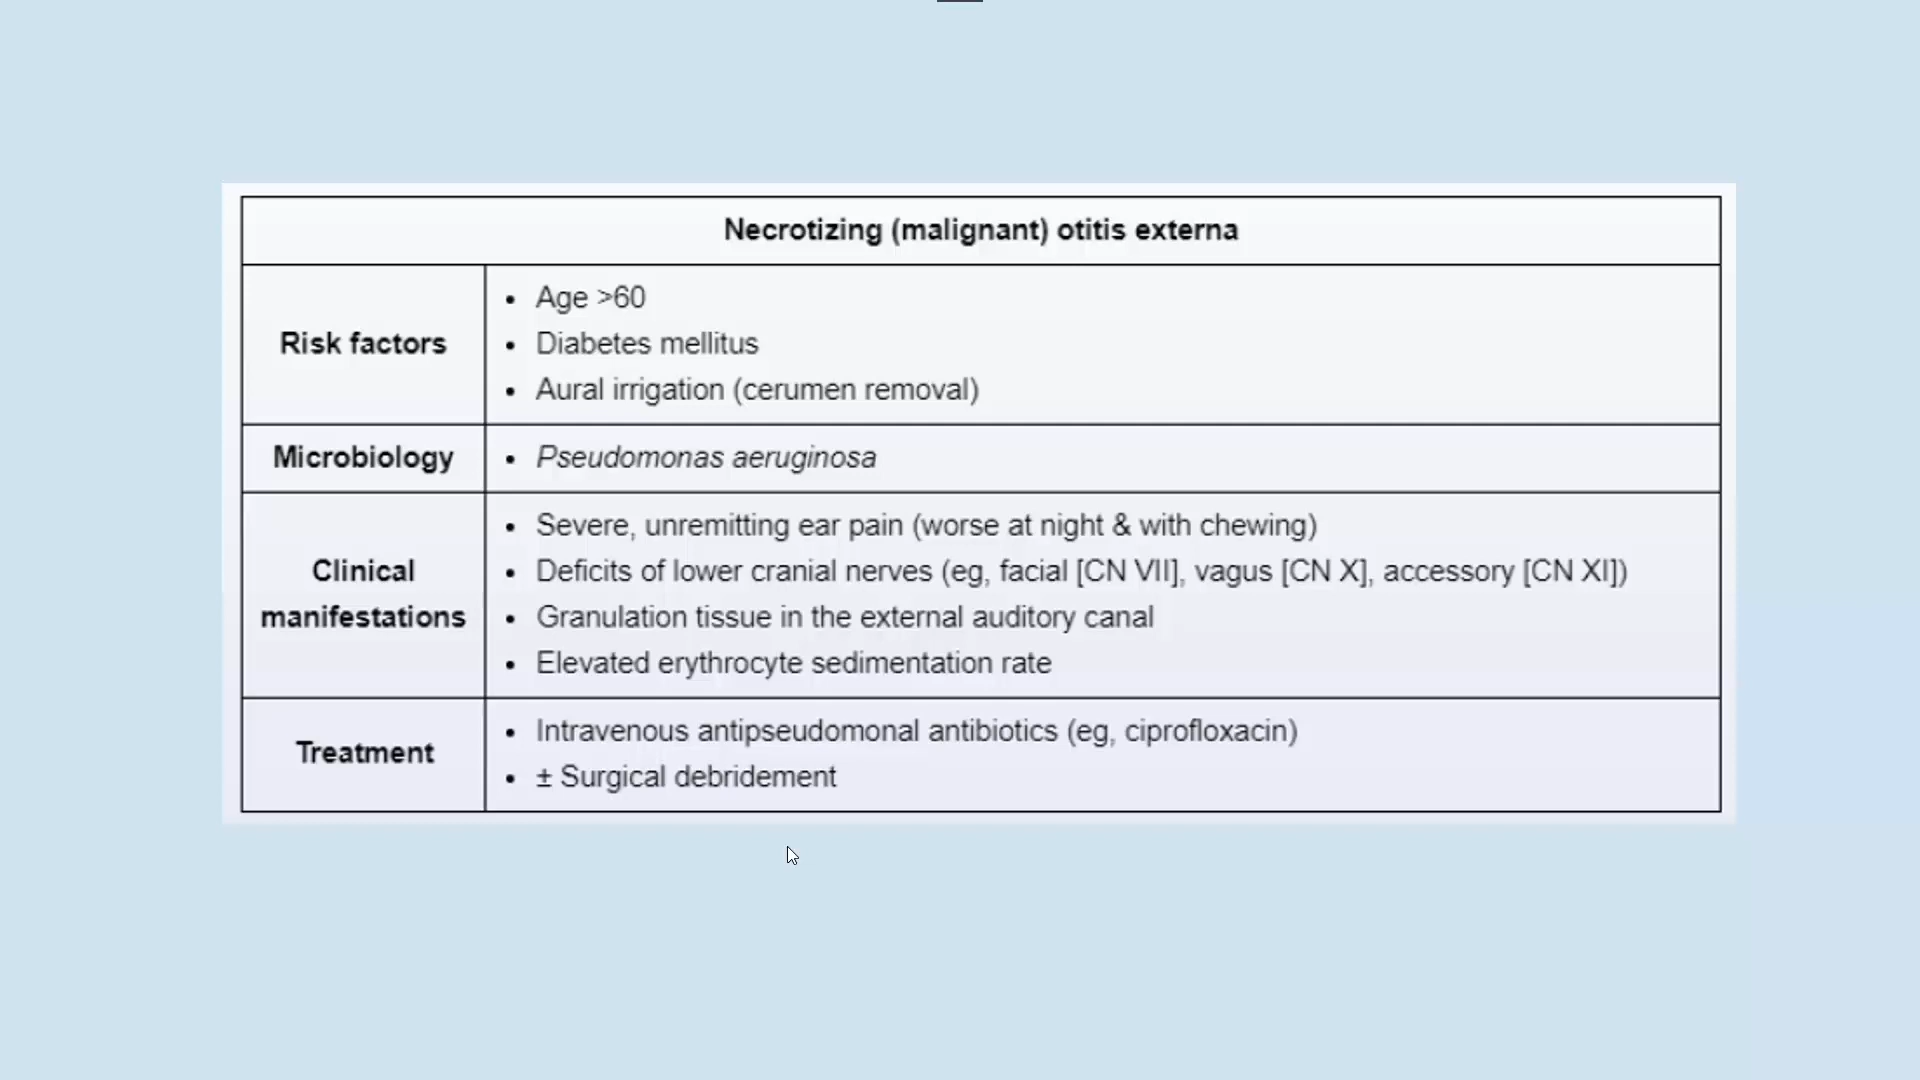 Necrotizing (malignant) otitis externa
Risk factors
• Age >60
• Diabetes mellitus
• Aural irrigation (cerumen removal)
Microbiology
• Pseudomonas aeruginosa
Clinical
manifestations
• Severe, unremitting ear pain (worse at night & with chewing)
• Deficits of lower cranial nerves (eg, facial [CN VII], vagus [CN X], accessory [CN XI])
• Granulation tissue in the external auditory canal
• Elevated erythrocyte sedimentation rate
Treatment
• Intravenous antipseudomonal antibiotics (eg, ciprofloxacin)
• ± Surgical debridement